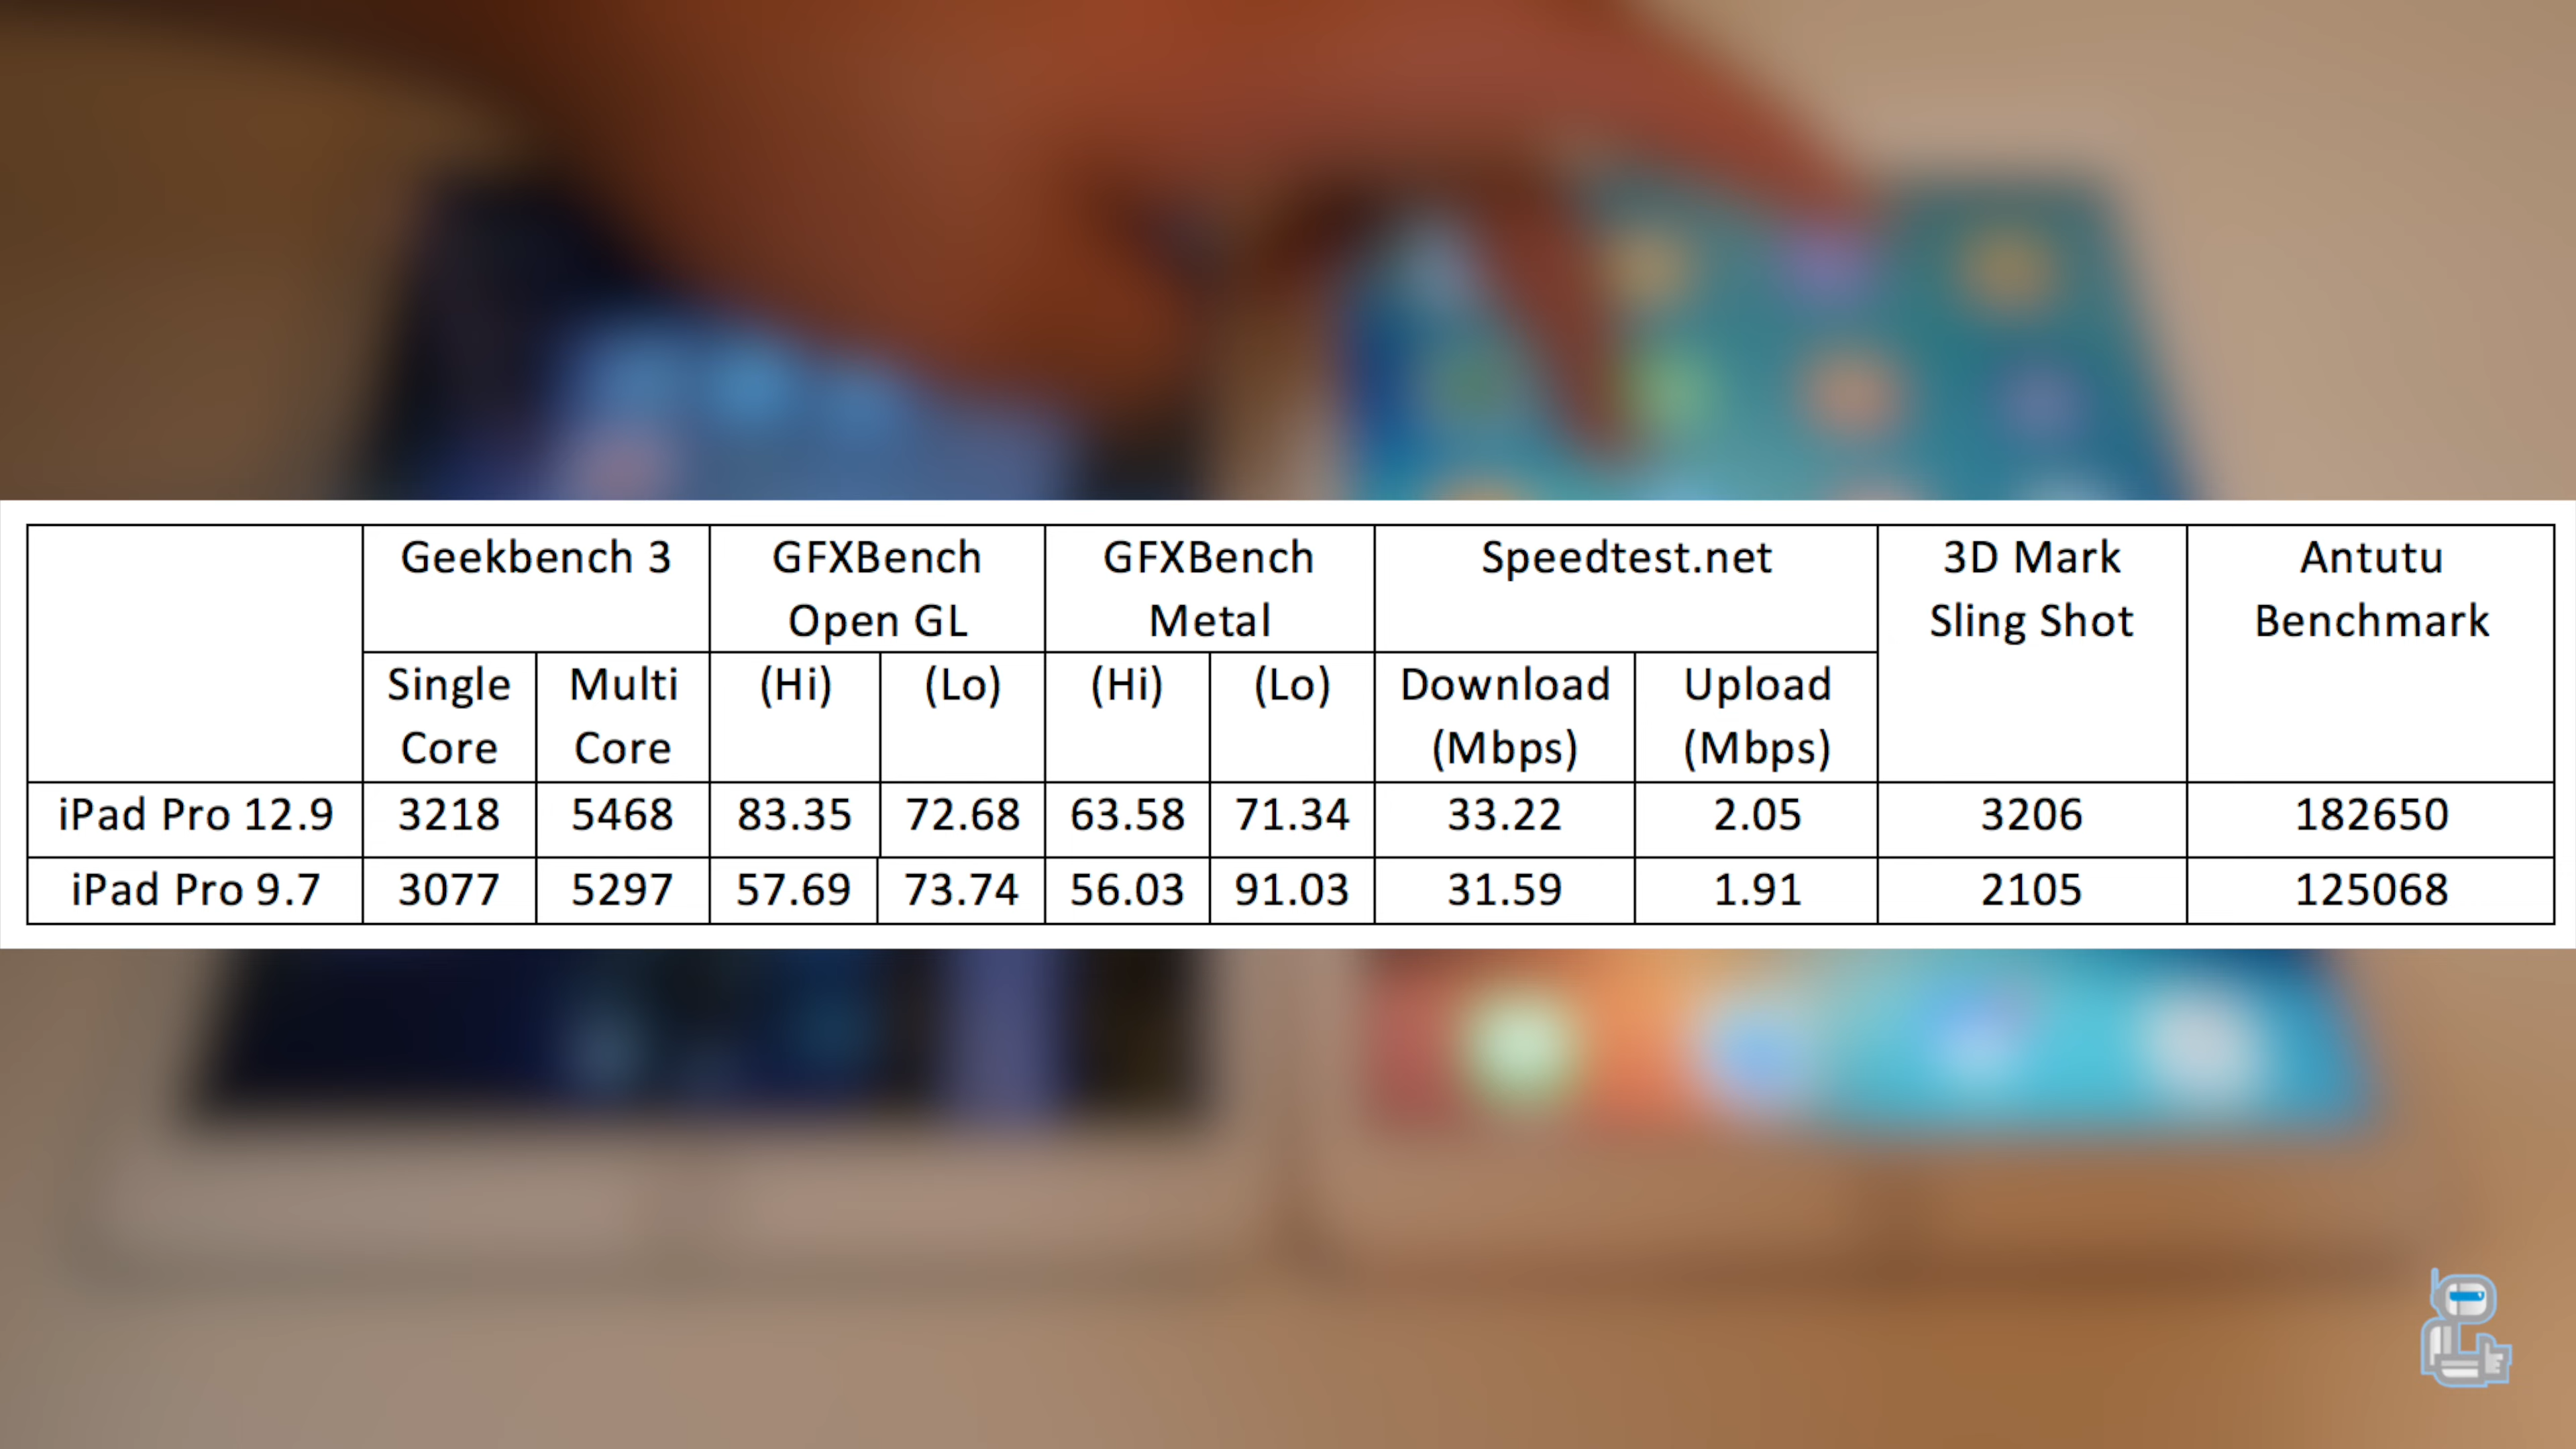 Geekbench 3 GFXBench Open GL GFXBench Metal Speedtest.net 3D Mark Sling Shot Antutu Benchmark
Single Core Multi Core (Hi) (Lo) (Hi) (Lo) Download (Mbps) Upload (Mbps)
iPad Pro 12.9 3218 5468 83.35 72.68 63.58 71.34 33.22 2.05 3206 182650
iPad Pro 9.7 3077 5297 57.69 73.74 56.03 91.03 31.59 1.91 2105 125068